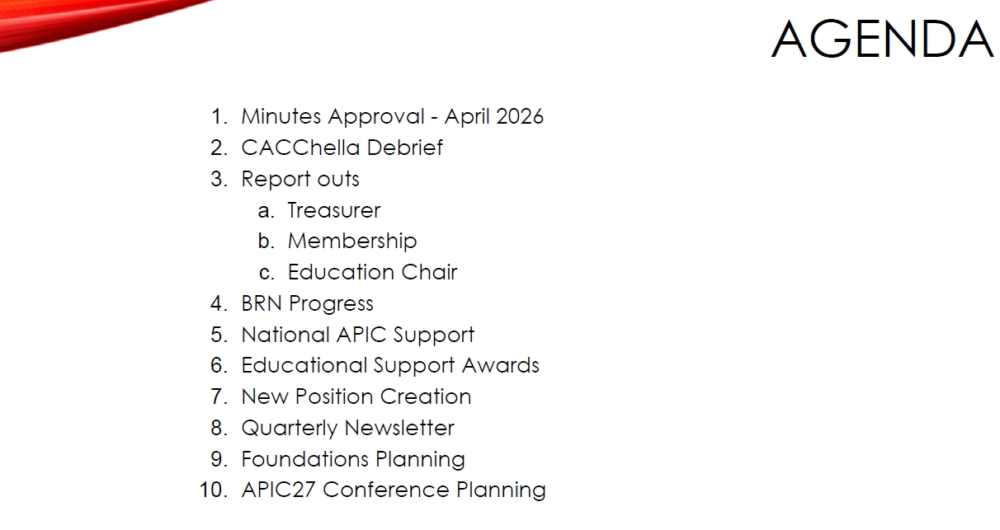 AGENDA
1. Minutes Approval - April 2026
2. CACChella Debrief
3. Report outs
a. Treasurer
b. Membership
c. Education Chair
4. BRN Progress
5. National APIC Support
6. Educational Support Awards
7. New Position Creation
8. Quarterly Newsletter
9. Foundations Planning
10. APIC27 Conference Planning